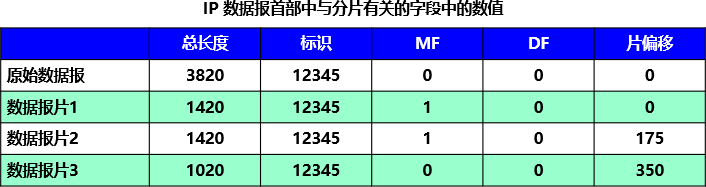 IP 数据报首部中与分片有关的字段中的数值
总长度 标识 MF DF 片偏移
原始数据报 3820 12345 0 0 0
数据报片1 1420 12345 1 0 0
数据报片2 1420 12345 1 0 175
数据报片3 1020 12345 0 0 350